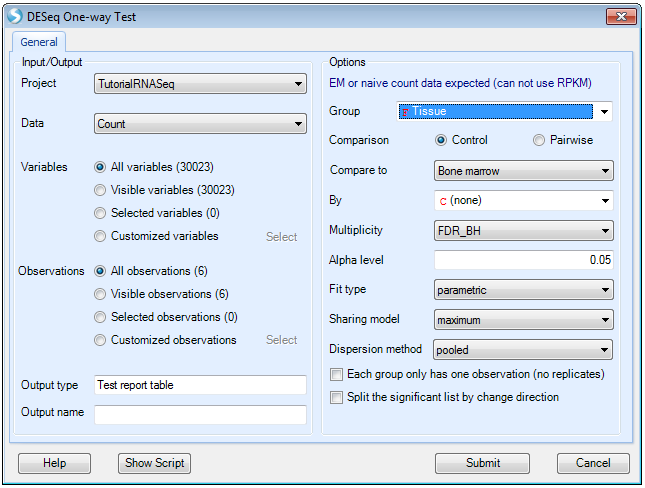 DESeq One-way Test
General
Input/Output
Project TutorialRNASeq
Data Count
Variables All variables (30023)
Visible variables (30023)
Selected variables (0)
Customized variables Select
Observations All observations (6)
Visible observations (6)
Selected observations (0)
Customized observations Select
Output type Test report table
Output name
Options
EM or naive count data expected (can not use RPKM)
Group Tissue
Comparison Control Pairwise
Compare to Bone marrow
By C (none)
Multiplicity FDR_BH
Alpha level 0.05
Fit type parametric
Sharing model maximum
Dispersion method pooled
Each group only has one observation (no replicates)
Split the significant list by change direction
Help Show Script Submit Cancel